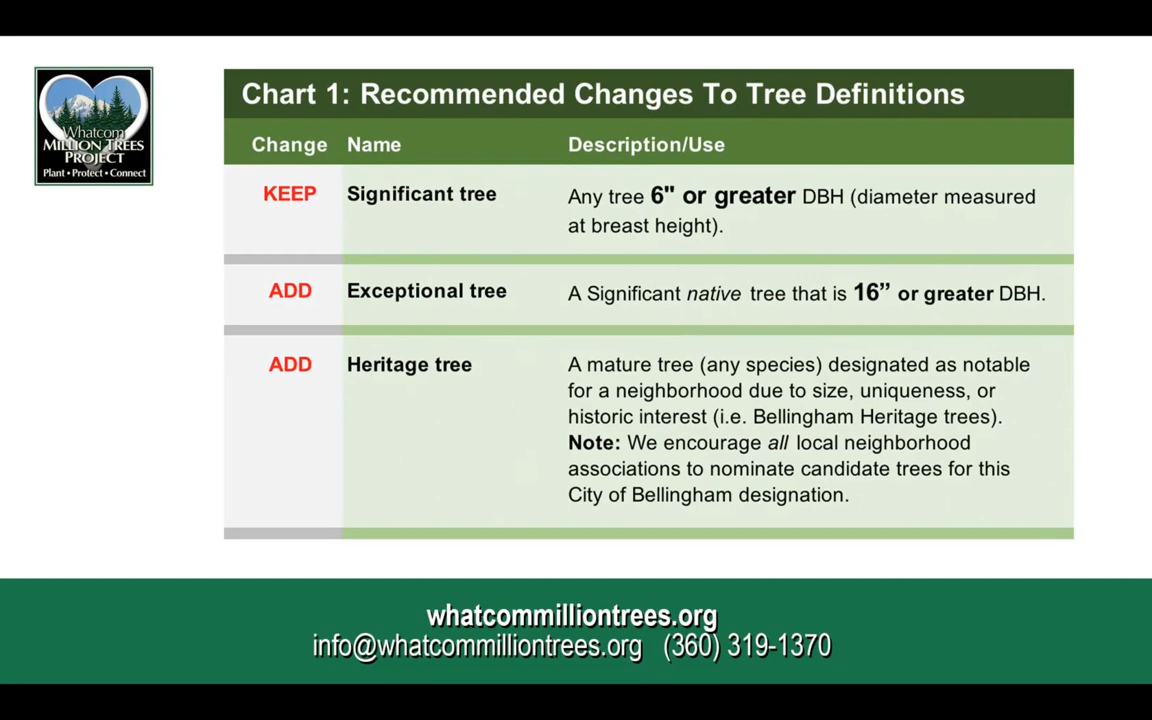 Whatcom
MILLION TREES
PROJECT
Plant • Protect • Connect
Chart 1: Recommended Changes To Tree Definitions
Change Name Description/Use
KEEP Significant tree Any tree 6" or greater DBH (diameter measured
at breast height).
ADD Exceptional tree A Significant native tree that is 16” or greater DBH.
ADD Heritage tree A mature tree (any species) designated as notable
for a neighborhood due to size, uniqueness, or
historic interest (i.e. Bellingham Heritage trees).
Note: We encourage all local neighborhood
associations to nominate candidate trees for this
City of Bellingham designation.
whatcommilliontrees.org
info@whatcommilliontrees.org (360) 319-1370